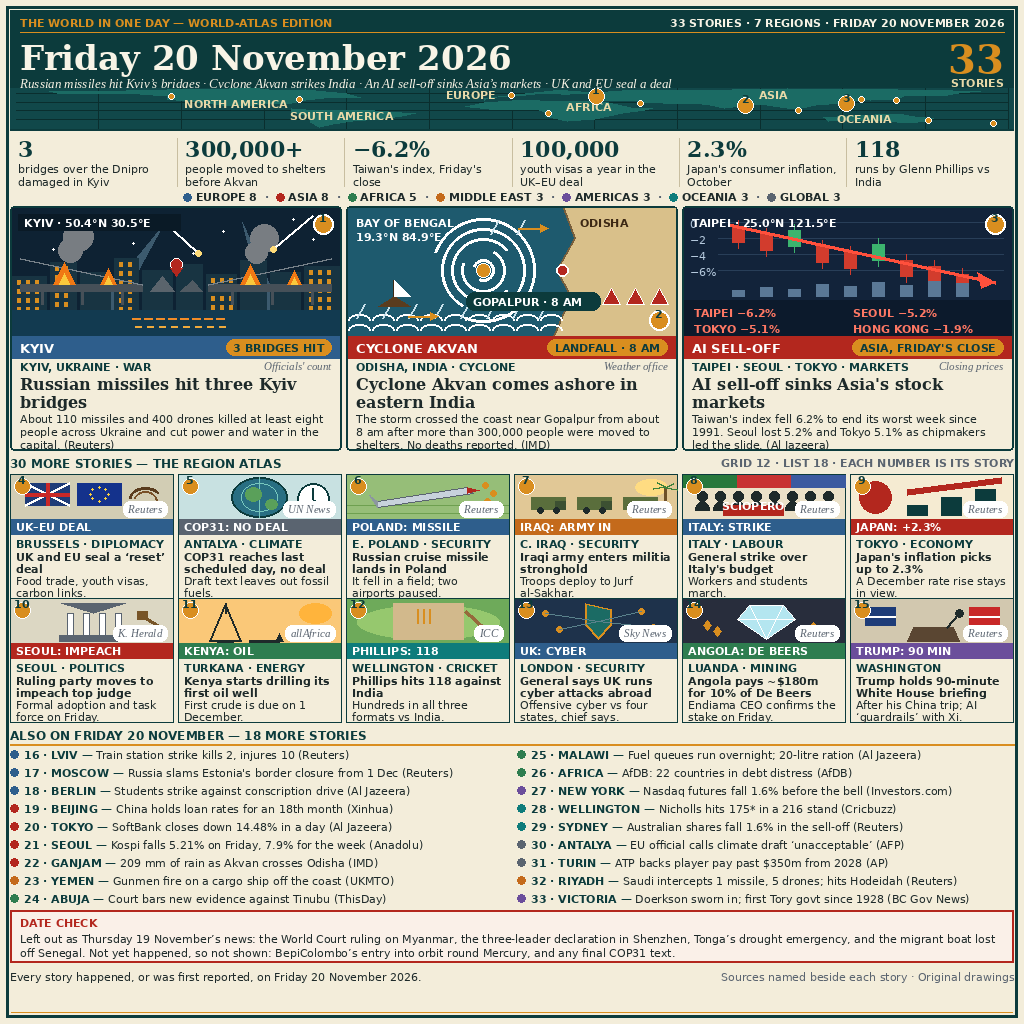 THE WORLD IN ONE DAY — WORLD-ATLAS EDITION
33 STORIES · 7 REGIONS · FRIDAY 20 NOVEMBER 2026
Friday 20 November 2026
33
STORIES
Russian missiles hit Kyiv's bridges · Cyclone Akvan strikes India · An AI sell-off sinks Asia's markets · UK and EU seal a deal
NORTH AMERICA
SOUTH AMERICA
EUROPE
AFRICA
ASIA
OCEANIA
1
2
3
3
bridges over the Dnipro
damaged in Kyiv
300,000+
people moved to shelters
before Akvan
−6.2%
Taiwan's index, Friday's
close
100,000
youth visas a year in the
UK–EU deal
2.3%
Japan's consumer inflation,
October
118
runs by Glenn Phillips vs
India
EUROPE 8 · ASIA 8 · AFRICA 5 · MIDDLE EAST 3 · AMERICAS 3 · OCEANIA 3 · GLOBAL 3
KYIV · 50.4°N 30.5°E
1
KYIV
3 BRIDGES HIT
KYIV, UKRAINE · WAR
Officials' count
Russian missiles hit three Kyiv
bridges
About 110 missiles and 400 drones killed at least eight
people across Ukraine and cut power and water in the
capital. (Reuters)
BAY OF BENGAL
19.3°N 84.9°E
ODISHA
GOPALPUR · 8 AM
2
CYCLONE AKVAN
LANDFALL · 8 AM
ODISHA, INDIA · CYCLONE
Weather office
Cyclone Akvan comes ashore in
eastern India
The storm crossed the coast near Gopalpur from about
8 am after more than 300,000 people were moved to
shelters. No deaths reported. (IMD)
TAIPEI · 25.0°N 121.5°E
3
0
−2
−4
−6%
TAIPEI −6.2%
SEOUL −5.2%
TOKYO −5.1%
HONG KONG −1.9%
AI SELL-OFF
ASIA, FRIDAY'S CLOSE
TAIPEI · SEOUL · TOKYO · MARKETS
Closing prices
AI sell-off sinks Asia's stock
markets
Taiwan's index fell 6.2% to end its worst week since
1991. Seoul lost 5.2% and Tokyo 5.1% as chipmakers
led the slide. (Al Jazeera)
30 MORE STORIES — THE REGION ATLAS
GRID 12 · LIST 18 · EACH NUMBER IS ITS STORY
4
Reuters
UK–EU DEAL
BRUSSELS · DIPLOMACY
UK and EU seal a ‘reset’
deal
Food trade, youth visas,
carbon links.
5
UN News
COP31: NO DEAL
ANTALYA · CLIMATE
COP31 reaches last
scheduled day, no deal
Draft text leaves out fossil
fuels.
6
Reuters
POLAND: MISSILE
E. POLAND · SECURITY
Russian cruise missile
lands in Poland
It fell in a field; two
airports paused.
7
Reuters
IRAQ: ARMY IN
C. IRAQ · SECURITY
Iraqi army enters militia
stronghold
Troops deploy to Jurf
al-Sakhar.
8
SCIOPERO
Reuters
ITALY: STRIKE
ITALY · LABOUR
General strike over
Italy's budget
Workers and students
march.
9
Reuters
JAPAN: +2.3%
TOKYO · ECONOMY
Japan's inflation picks
up to 2.3%
A December rate rise stays
in view.
10
K. Herald
SEOUL: IMPEACH
SEOUL · POLITICS
Ruling party moves to
impeach top judge
Formal adoption and task
force on Friday.
11
allAfrica
KENYA: OIL
TURKANA · ENERGY
Kenya starts drilling its
first oil well
First crude is due on 1
December.
12
ICC
PHILLIPS: 118
WELLINGTON · CRICKET
Phillips hits 118 against
India
Hundreds in all three
formats vs India.
13
Sky News
UK: CYBER
LONDON · SECURITY
General says UK runs
cyber attacks abroad
Offensive cyber vs four
states, chief says.
14
Reuters
ANGOLA: DE BEERS
LUANDA · MINING
Angola pays ~$180m
for 10% of De Beers
Endiama CEO confirms the
stake on Friday.
15
Reuters
TRUMP: 90 MIN
WASHINGTON
Trump holds 90-minute
White House briefing
After his China trip; AI
‘guardrails’ with Xi.
ALSO ON FRIDAY 20 NOVEMBER — 18 MORE STORIES
16 · LVIV — Train station strike kills 2, injures 10 (Reuters)
17 · MOSCOW — Russia slams Estonia's border closure from 1 Dec (Reuters)
18 · BERLIN — Students strike against conscription drive (Al Jazeera)
19 · BEIJING — China holds loan rates for an 18th month (Xinhua)
20 · TOKYO — SoftBank closes down 14.48% in a day (Al Jazeera)
21 · SEOUL — Kospi falls 5.21% on Friday, 7.9% for the week (Anadolu)
22 · GANJAM — 209 mm of rain as Akvan crosses Odisha (IMD)
23 · YEMEN — Gunmen fire on a cargo ship off the coast (UKMTO)
24 · ABUJA — Court bars new evidence against Tinubu (ThisDay)
25 · MALAWI — Fuel queues run overnight; 20-litre ration (Al Jazeera)
26 · AFRICA — AfDB: 22 countries in debt distress (AfDB)
27 · NEW YORK — Nasdaq futures fall 1.6% before the bell (Investors.com)
28 · WELLINGTON — Nicholls hits 175* in a 216 stand (Cricbuzz)
29 · SYDNEY — Australian shares fall 1.6% in the sell-off (Reuters)
30 · ANTALYA — EU official calls climate draft ‘unacceptable’ (AFP)
31 · TURIN — ATP backs player pay past $350m from 2028 (AP)
32 · RIYADH — Saudi intercepts 1 missile, 5 drones; hits Hodeidah (Reuters)
33 · VICTORIA — Doerkson sworn in; first Tory govt since 1928 (BC Gov News)
DATE CHECK
Left out as Thursday 19 November’s news: the World Court ruling on Myanmar, the three-leader declaration in Shenzhen, Tonga’s drought emergency, and the migrant boat lost
off Senegal. Not yet happened, so not shown: BepiColombo’s entry into orbit round Mercury, and any final COP31 text.
Every story happened, or was first reported, on Friday 20 November 2026.
Sources named beside each story · Original drawings